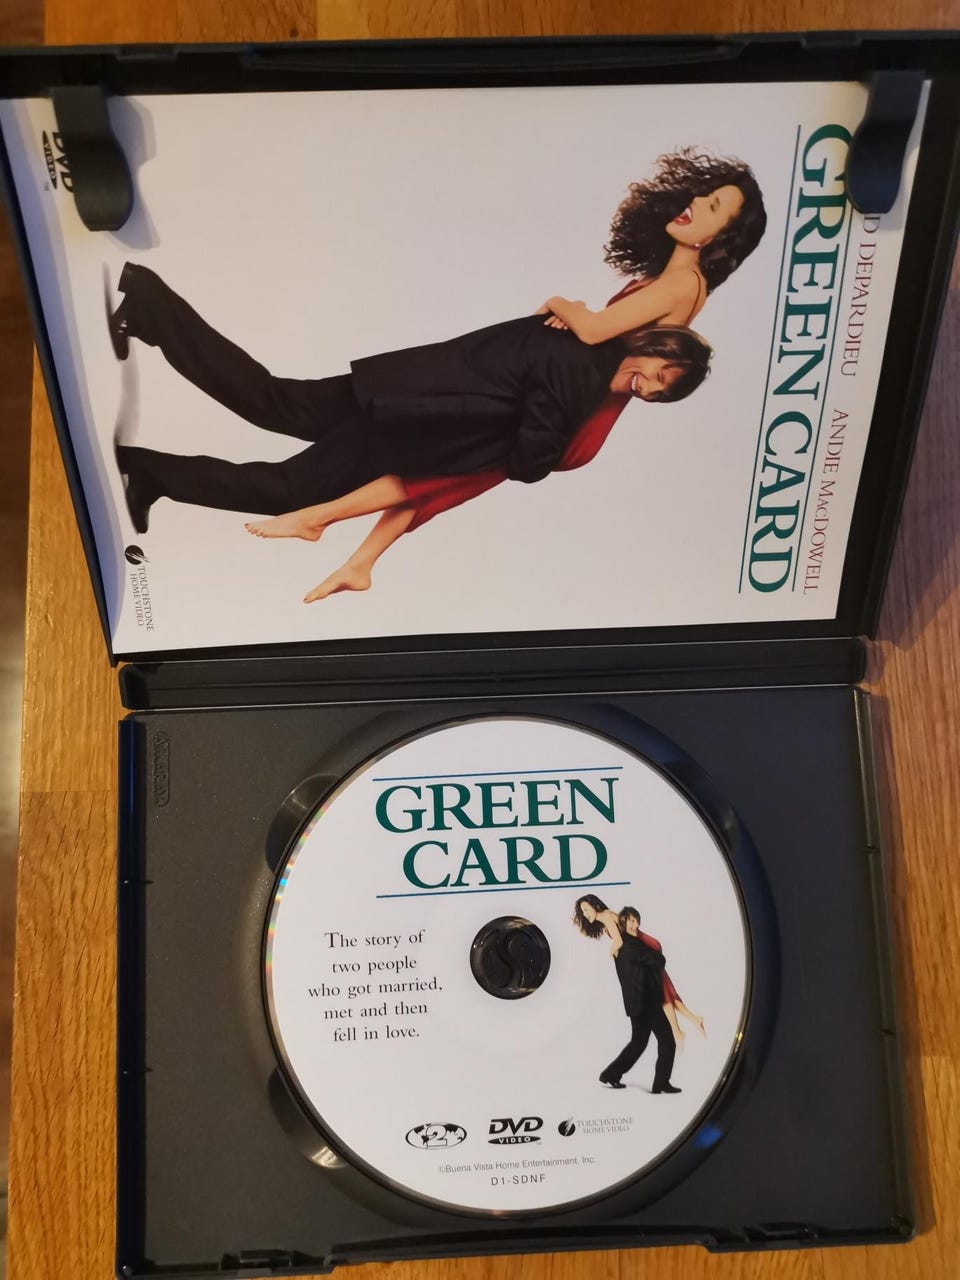 D DEPARDIEU ANDIE MACDOWELL
GREEN CARD
DVD
VIDEO
TOUCHSTONE
HOME VIDEO
GREEN
CARD
The story of
two people
who got married,
met and then
fell in love.
2
DVD
VIDEO
TOUCHSTONE
HOME VIDEO
©Buena Vista Home Entertainment, Inc.
D1-SDNF